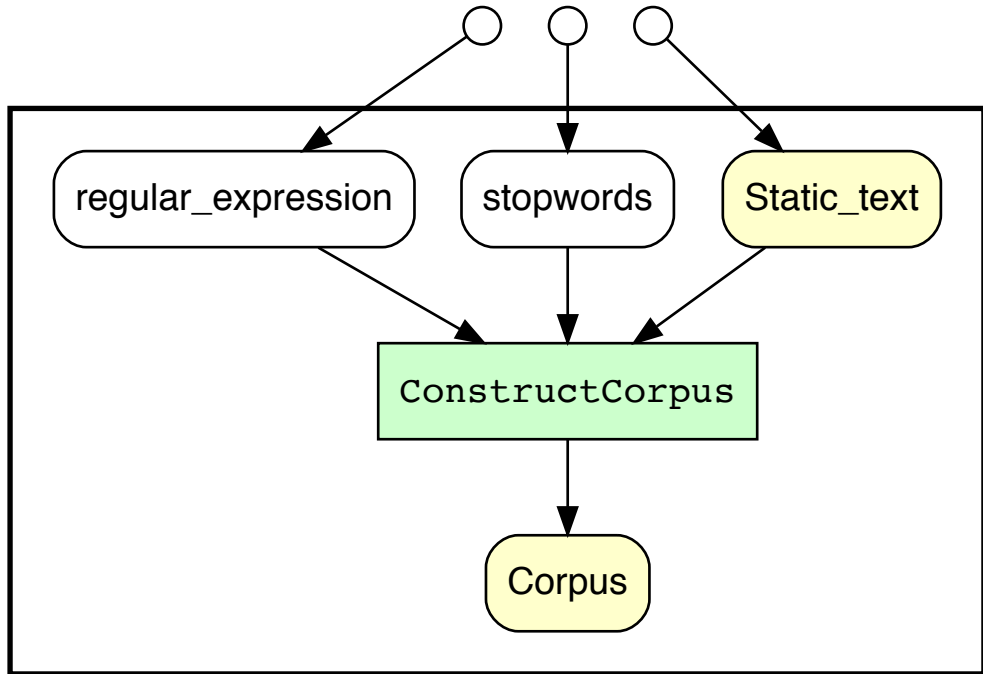 regular_expression
stopwords
Static_text
ConstructCorpus
Corpus